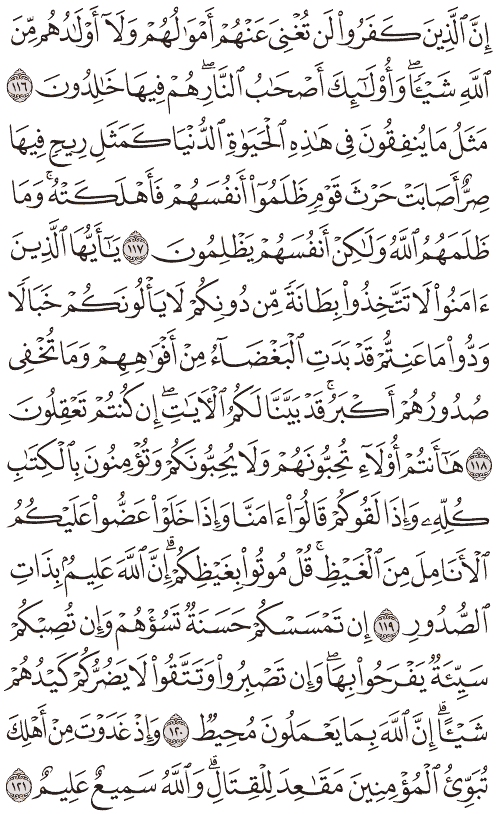 إِنَّ ٱلَّذِينَ كَفَرُوا۟ لَن تُغْنِىَ عَنْهُمْ أَمْوَٰلُهُمْ وَلَآ أَوْلَٰدُهُم مِّنَ
ٱللَّهِ شَيْـًٔا ۖ وَأُو۟لَٰٓئِكَ أَصْحَٰبُ ٱلنَّارِ ۚ هُمْ فِيهَا خَٰلِدُونَ ١١٦
مَثَلُ مَا يُنفِقُونَ فِى هَٰذِهِ ٱلْحَيَوٰةِ ٱلدُّنْيَا كَمَثَلِ رِيحٍ فِيهَا
صِرٌّ أَصَابَتْ حَرْثَ قَوْمٍ ظَلَمُوٓا۟ أَنفُسَهُمْ فَأَهْلَكَتْهُ ۚ وَمَا
ظَلَمَهُمُ ٱللَّهُ وَلَٰكِنْ أَنفُسَهُمْ يَظْلِمُونَ ١١٧ يَٰٓأَيُّهَا ٱلَّذِينَ
ءَامَنُوا۟ لَا تَتَّخِذُوا۟ بِطَانَةً مِّن دُونِكُمْ لَا يَأْلُونَكُمْ خَبَالًا
وَدُّوا۟ مَا عَنِتُّمْ قَدْ بَدَتِ ٱلْبَغْضَآءُ مِنْ أَفْوَٰهِهِمْ وَمَا تُخْفِى
صُدُورُهُمْ أَكْبَرُ ۚ قَدْ بَيَّنَّا لَكُمُ ٱلْءَايَٰتِ ۖ إِن كُنتُمْ تَعْقِلُونَ
١١٨ هَٰٓأَنتُمْ أُو۟لَآءِ تُحِبُّونَهُمْ وَلَا يُحِبُّونَكُمْ وَتُؤْمِنُونَ بِٱلْكِتَٰبِ
كُلِّهِۦ وَإِذَا لَقُوكُمْ قَالُوٓا۟ ءَامَنَّا وَإِذَا خَلَوْا۟ عَضُّوا۟ عَلَيْكُمُ
ٱلْأَنَامِلَ مِنَ ٱلْغَيْظِ ۚ قُلْ مُوتُوا۟ بِغَيْظِكُمْ ۗ إِنَّ ٱللَّهَ عَلِيمٌۢ بِذَاتِ
ٱلصُّدُورِ ١١٩ إِن تَمْسَسْكُمْ حَسَنَةٌ تَسُؤْهُمْ وَإِن تُصِبْكُمْ
سَيِّئَةٌ يَفْرَحُوا۟ بِهَا ۖ وَإِن تَصْبِرُوا۟ وَتَتَّقُوا۟ لَا يَضُرُّكُمْ كَيْدُهُمْ
شَيْـًٔا ۗ إِنَّ ٱللَّهَ بِمَا يَعْمَلُونَ مُحِيطٌ ١٢٠ وَإِذْ غَدَوْتَ مِنْ أَهْلِكَ
تُبَوِّئُ ٱلْمُؤْمِنِينَ مَقَٰعِدَ لِلْقِتَالِ ۗ وَٱللَّهُ سَمِيعٌ عَلِيمٌ ١٢١